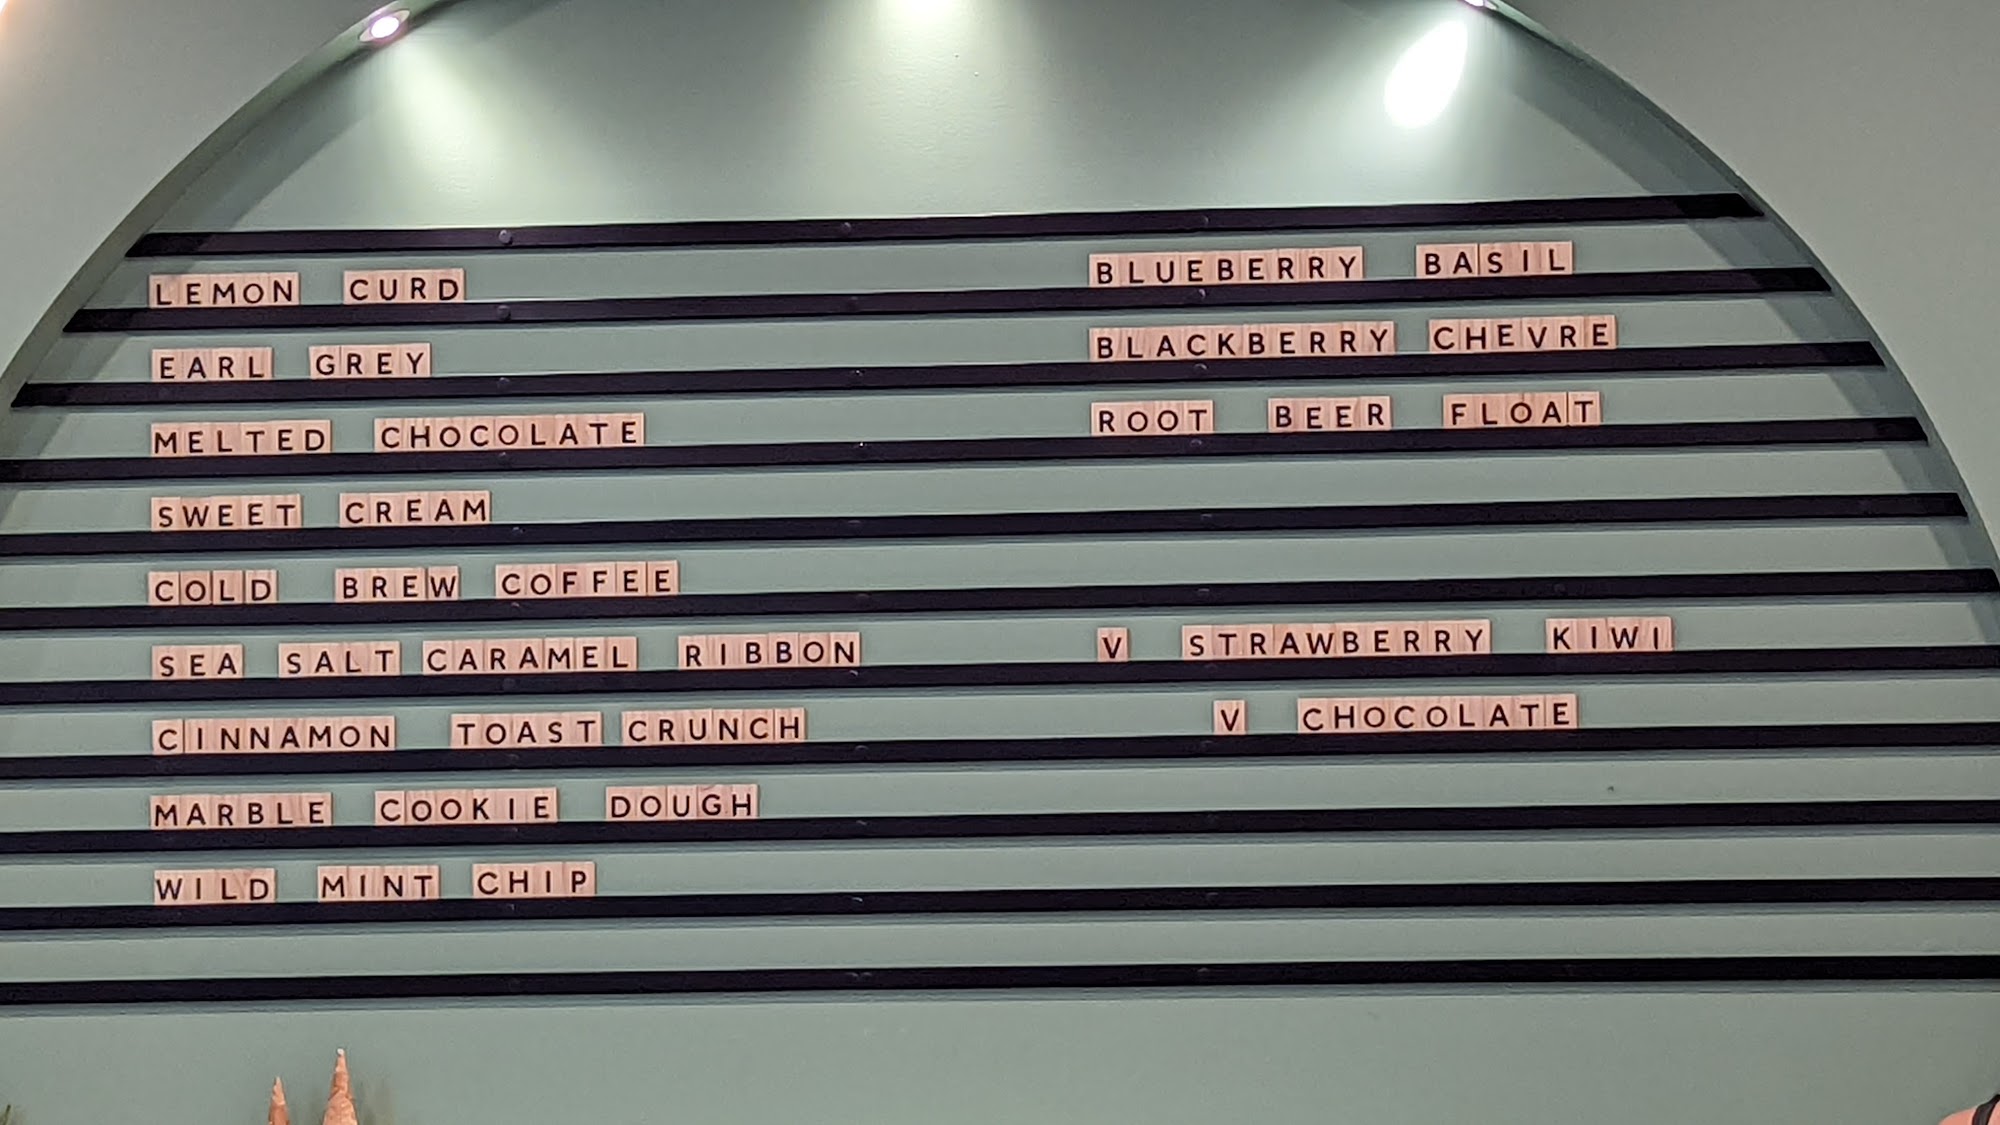 LEMON CURD
EARL GREY
MELTED CHOCOLATE
SWEET CREAM
COLD BREW COFFEE
SEA SALT CARAMEL RIBBON
CINNAMON TOAST CRUNCH
MARBLE COOKIE DOUGH
WILD MINT CHIP
BLUEBERRY BASIL
BLACKBERRY CHEVRE
ROOT BEER FLOAT
V STRAWBERRY KIWI
V CHOCOLATE